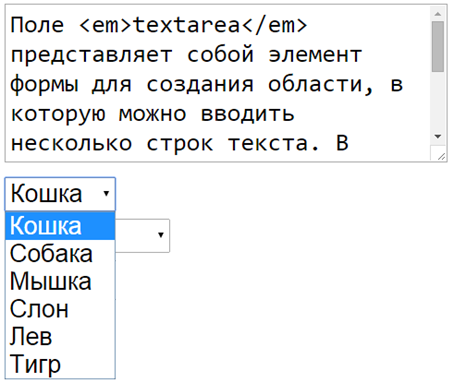 Поле <em>textarea</em>
представляет собой элемент
формы для создания области, в
которую можно вводить
несколько строк текста. В
Кошка
Кошка
Собака
Мышка
Слон
Лев
Тигр